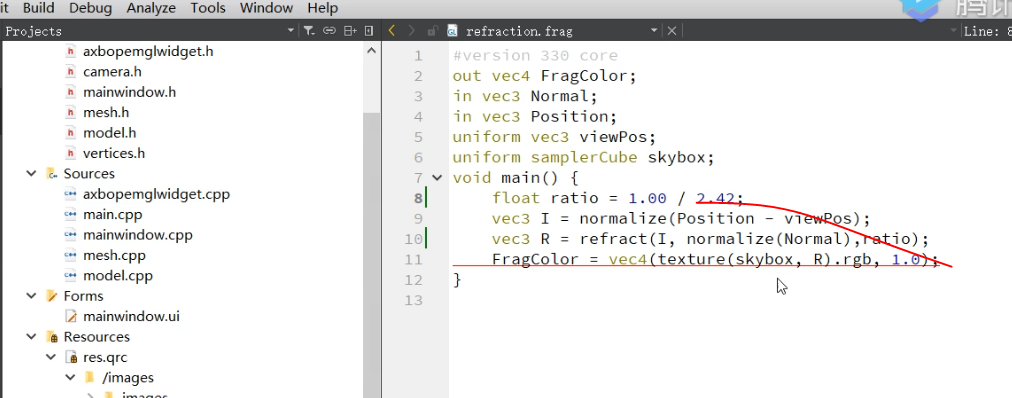 it Build Debug Analyze Tools Window Help
腾讯
Projects
refraction.frag
Line: 8
axbopemglwidget.h
camera.h
mainwindow.h
mesh.h
model.h
vertices.h
Sources
axbopemglwidget.cpp
main.cpp
mainwindow.cpp
mesh.cpp
model.cpp
Forms
mainwindow.ui
Resources
res.qrc
/images
images
1 #version 330 core
2 out vec4 FragColor;
3 in vec3 Normal;
4 in vec3 Position;
5 uniform vec3 viewPos;
6 uniform samplerCube skybox;
7 void main() {
8 float ratio = 1.00 / 2.42;
9 vec3 I = normalize(Position - viewPos);
10 vec3 R = refract(I, normalize(Normal),ratio);
11 FragColor = vec4(texture(skybox, R).rgb, 1.0);
12 }
13